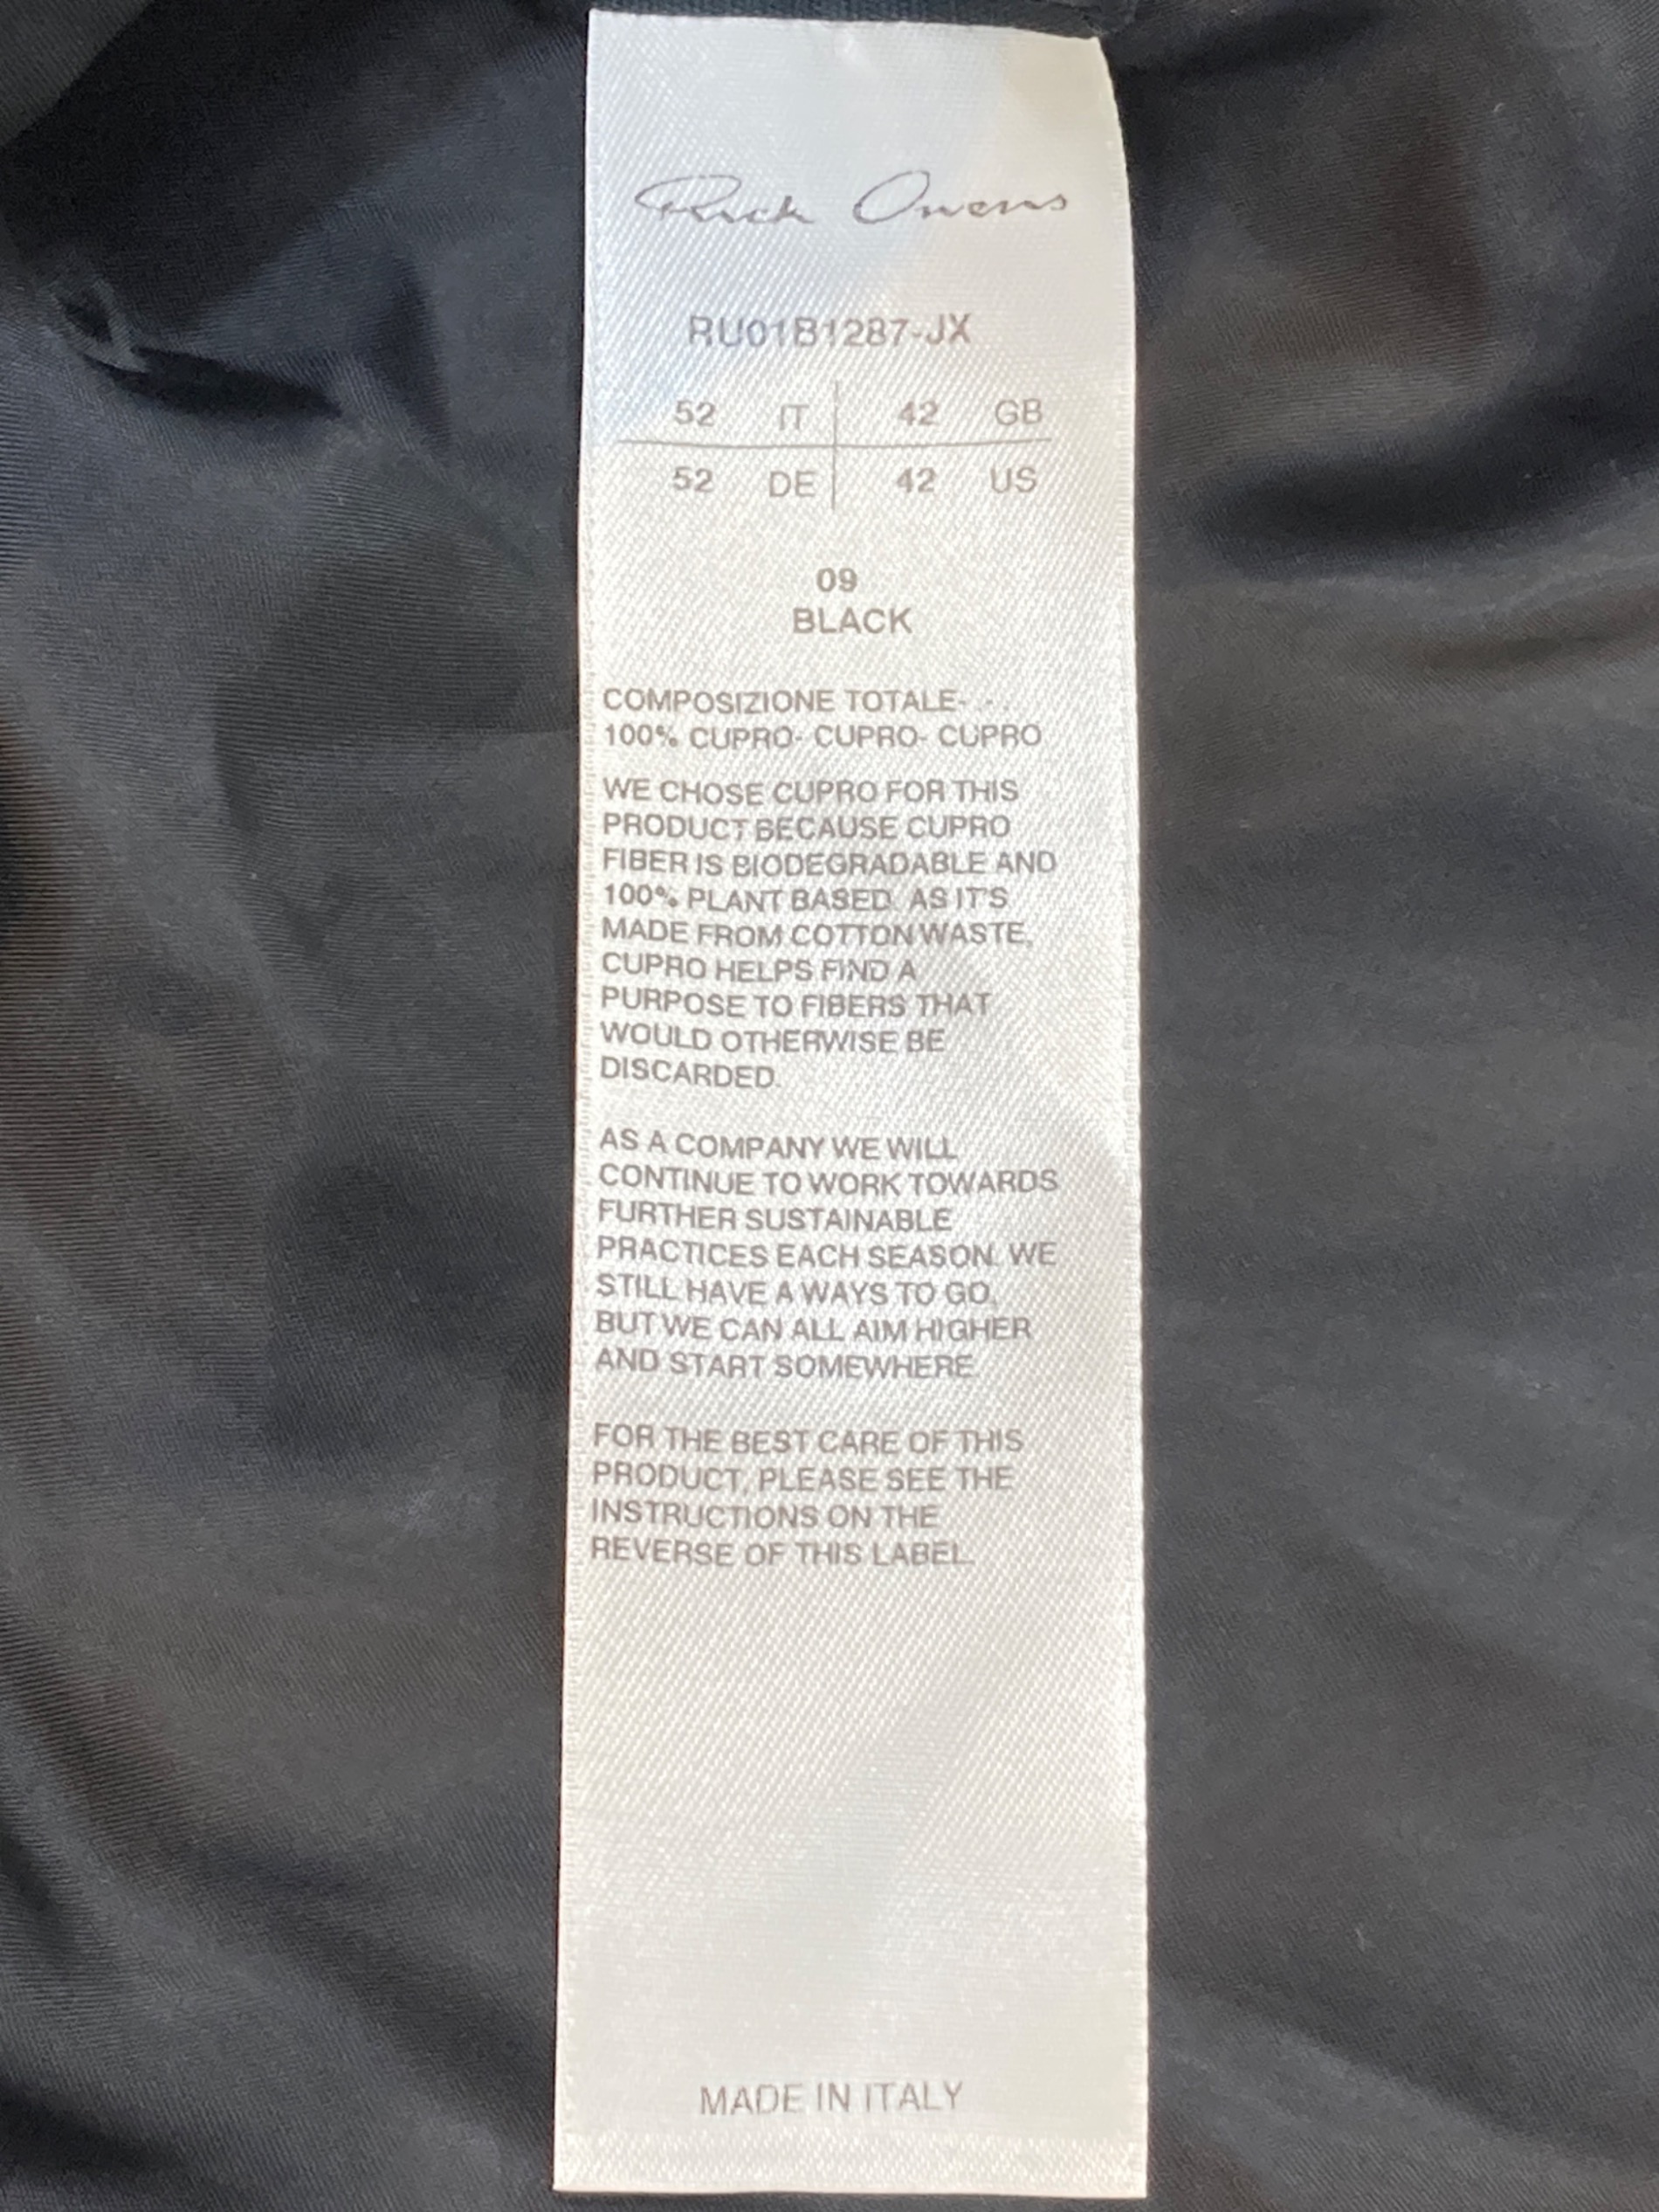 Rick Owens
RU01B1287-JX
52 IT 42 GB
52 DE 42 US
09
BLACK
COMPOSIZIONE TOTALE- - .
100% CUPRO- CUPRO- CUPRO
WE CHOSE CUPRO FOR THIS
PRODUCT BECAUSE CUPRO
FIBER IS BIODEGRADABLE AND
100% PLANT BASED. AS IT'S
MADE FROM COTTON WASTE,
CUPRO HELPS FIND A
PURPOSE TO FIBERS THAT
WOULD OTHERWISE BE
DISCARDED.
AS A COMPANY WE WILL
CONTINUE TO WORK TOWARDS
FURTHER SUSTAINABLE
PRACTICES EACH SEASON. WE
STILL HAVE A WAYS TO GO,
BUT WE CAN ALL AIM HIGHER
AND START SOMEWHERE.
FOR THE BEST CARE OF THIS
PRODUCT, PLEASE SEE THE
INSTRUCTIONS ON THE
REVERSE OF THIS LABEL.
MADE IN ITALY